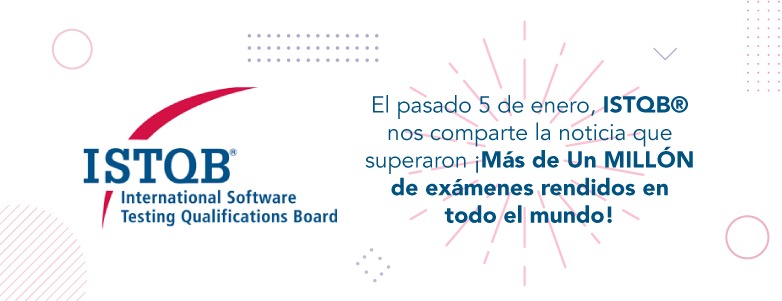 ISTQB®
International Software
Testing Qualifications Board
El pasado 5 de enero, ISTQB®
nos comparte la noticia que
superaron ¡Más de Un MILLÓN
de exámenes rendidos en
todo el mundo!